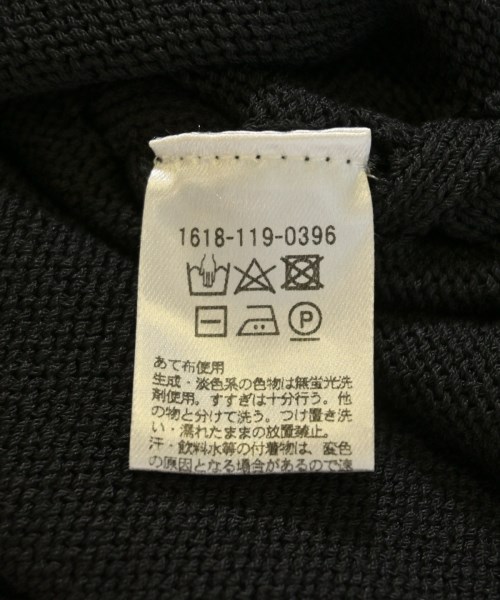 1618-119-0396
P
あて布使用
生成・淡色系の色物は無蛍光洗
剤使用。すすぎは十分行う。他
の物と分けて洗う。つけ置き洗
い・濡れたままの放置禁止。
汗・飲料水等の付着物は、変色
の原因となる場合があるので速